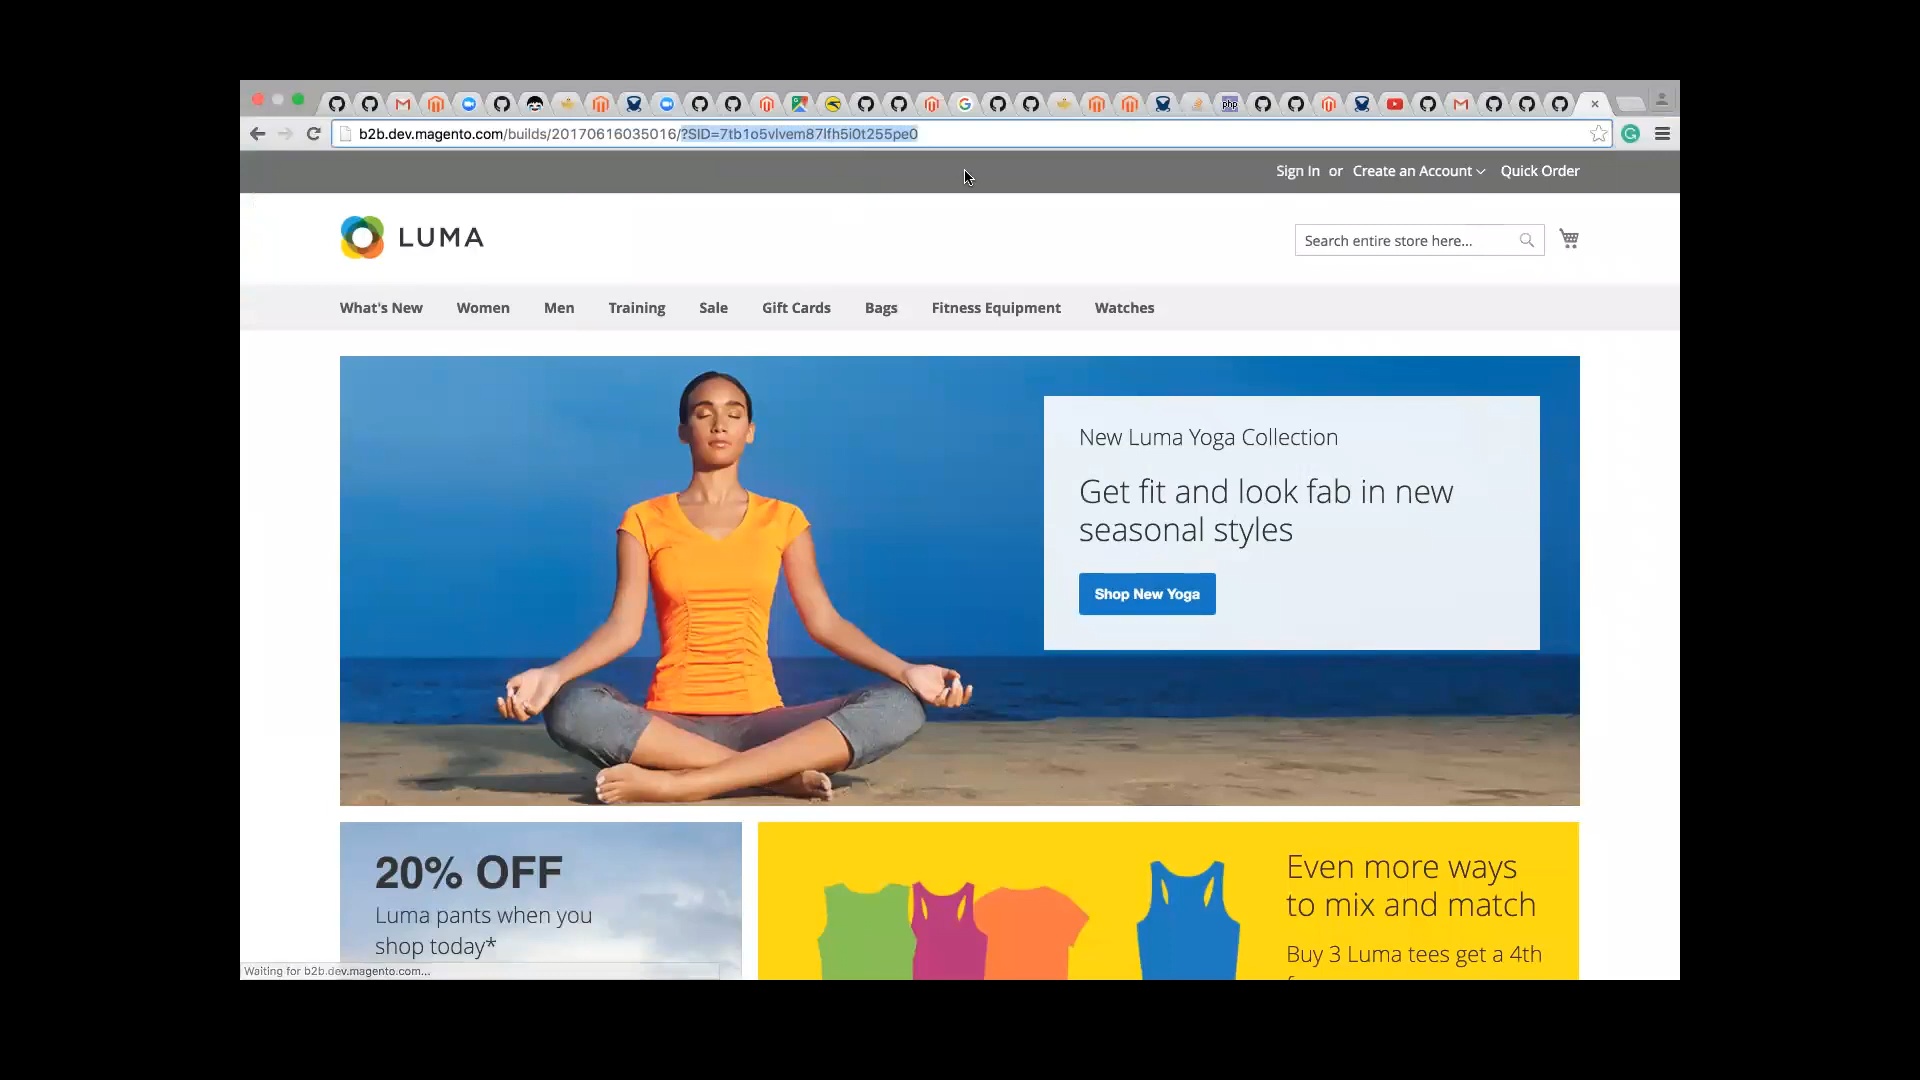 php
b2b.dev.magento.com/builds/20170616035016/?SID=7tb1o5vlvem87lfh5i0t255pe0
Sign In or Create an Account Quick Order
LUMA
Search entire store here...
What's New Women Men Training Sale Gift Cards Bags Fitness Equipment Watches
New Luma Yoga Collection
Get fit and look fab in new
seasonal styles
Shop New Yoga
20% OFF
Luma pants when you
shop today*
Even more ways
to mix and match
Buy 3 Luma tees get a 4th
Waiting for b2b.dev.magento.com...